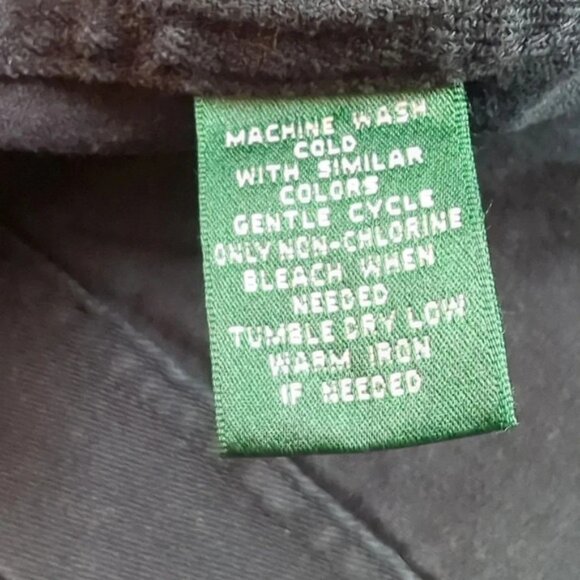 MACHINE WASH
COLD
WITH SIMILAR
COLORS
GENTLE CYCLE
ONLY NON-CHLORINE
BLEACH WHEN
NEEDED
TUMBLE DRY LOW
WARM IRON
IF NEEDED